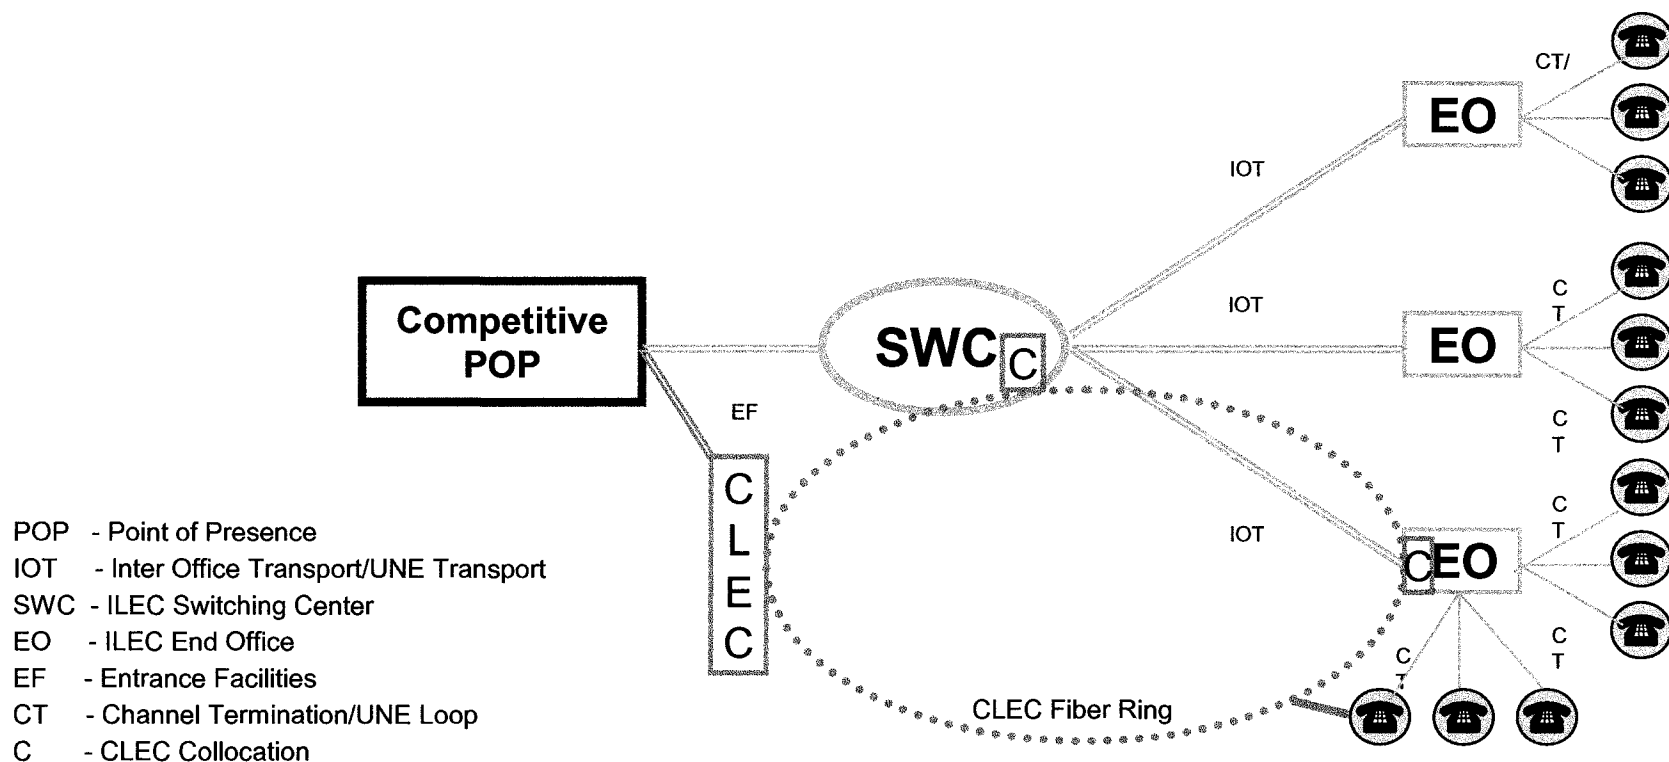 CT/
EO
IOT
Competitive
POP
SWC
C
IOT
EO
C
T
EF
C
T
C
L
E
C
IOT
C
EO
C
T
C
T
C
T
CLEC Fiber Ring
POP - Point of Presence
IOT - Inter Office Transport/UNE Transport
SWC - ILEC Switching Center
EO - ILEC End Office
EF - Entrance Facilities
CT - Channel Termination/UNE Loop
C - CLEC Collocation